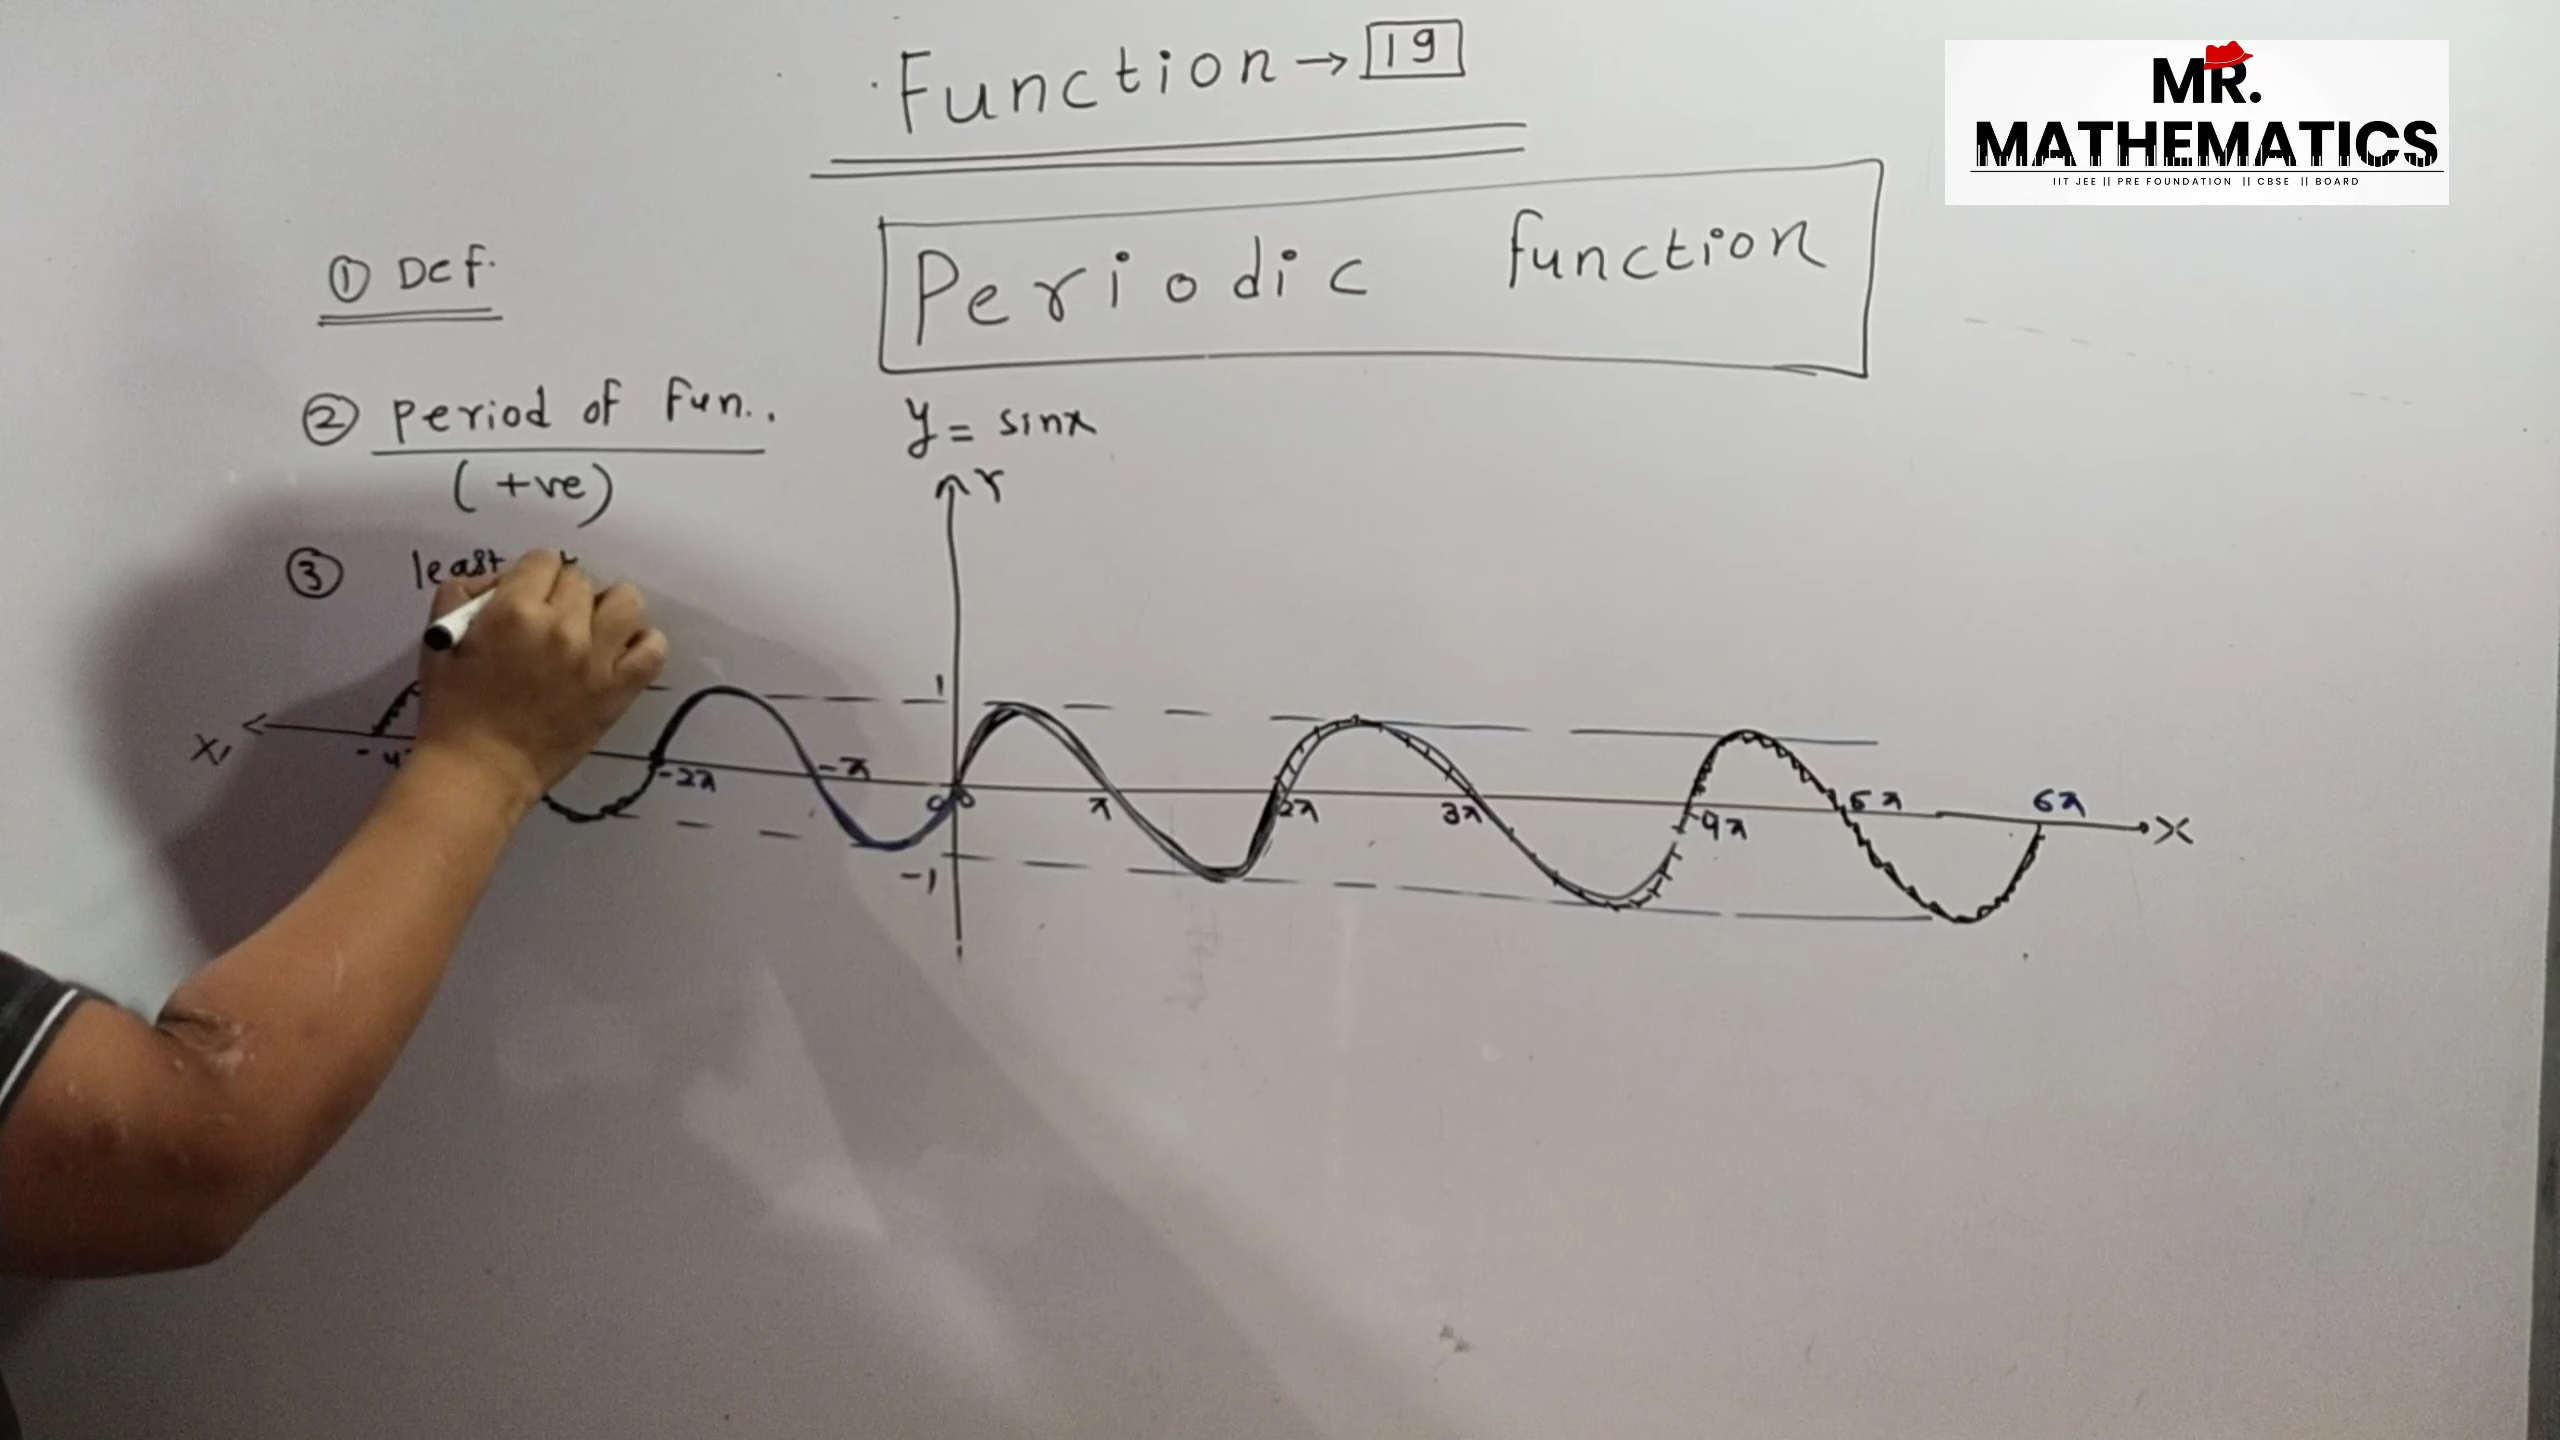 Function → 19
MR.
MATHEMATICS
IIT JEE || PRE FOUNDATION || CBSE || BOARD
Periodic function
① Def.
② Period of Fun..
(+ve)
③ least
y = sinx
Y
1
-1
X'
-2π
-π
0
π
2π
3π
4π
5π
6π
X